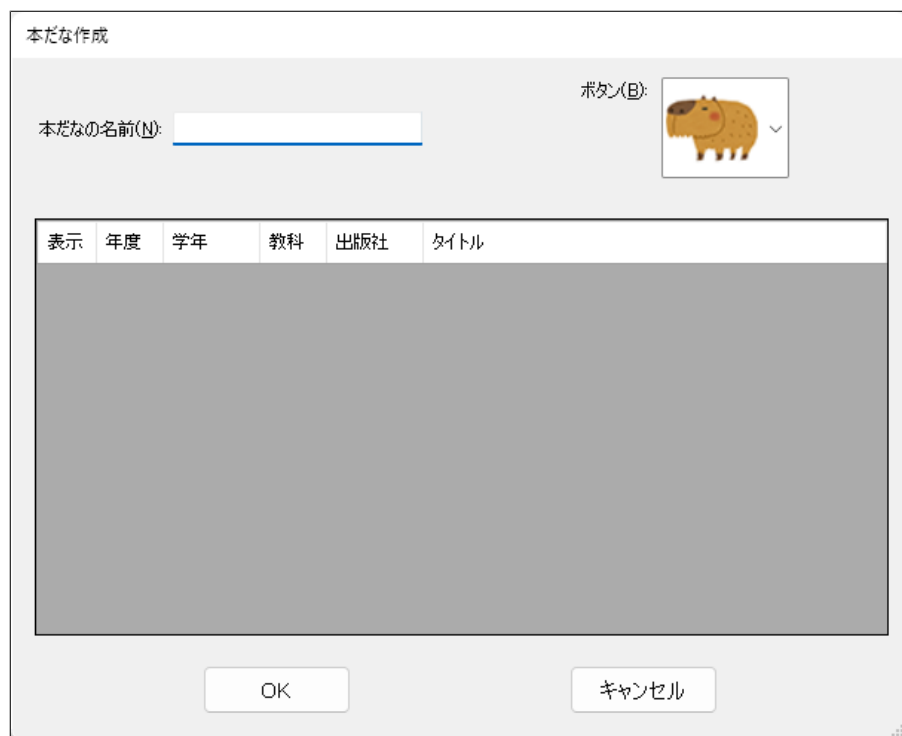 本だな作成
ボタン(B):
本だなの名前(N):
表示 年度 学年 教科 出版社 タイトル
OK キャンセル